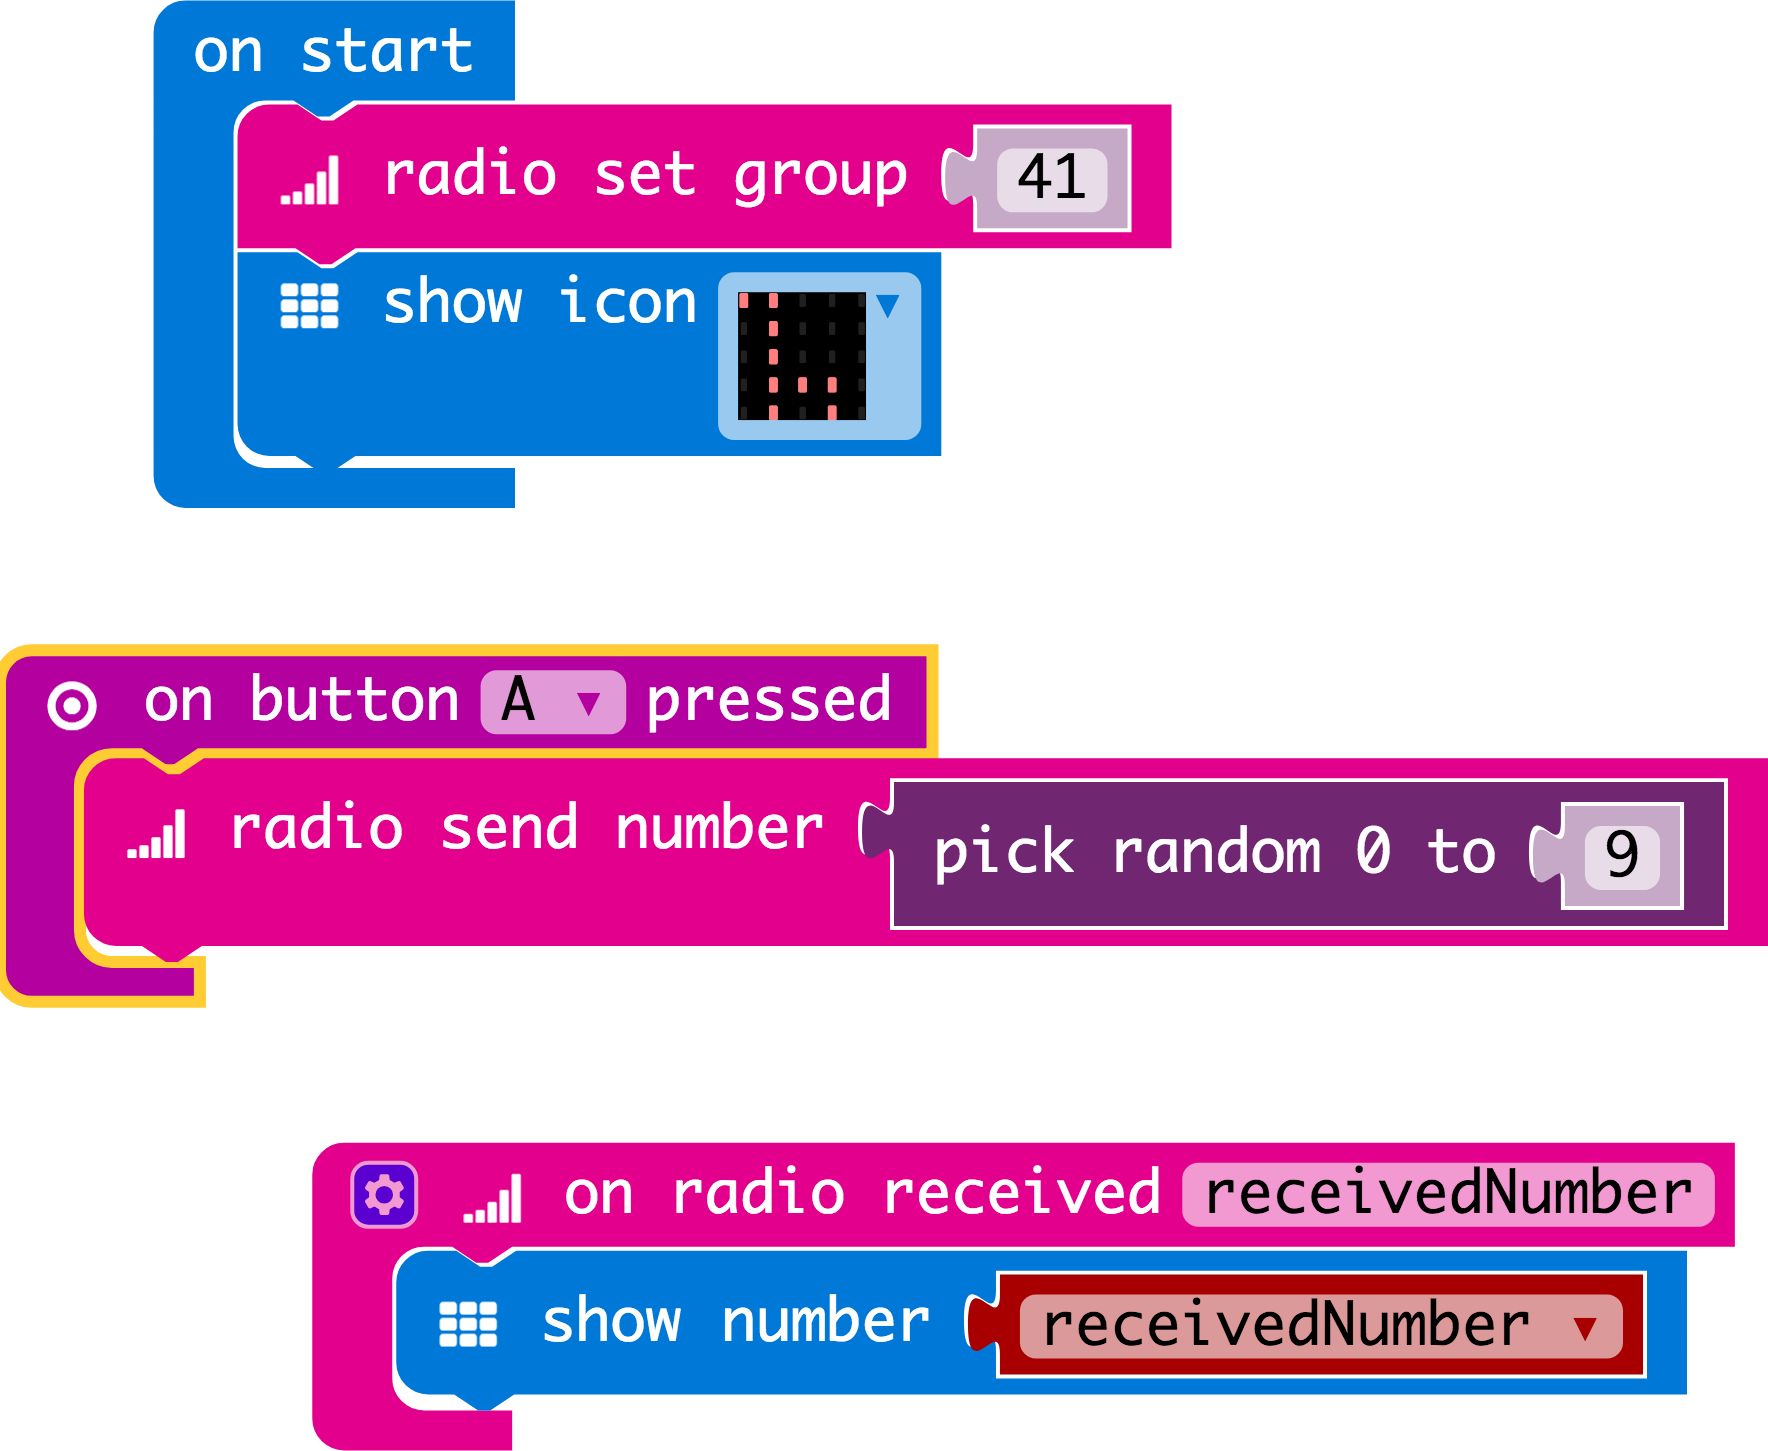 on start
radio set group 41
show icon
on button A pressed
radio send number pick random 0 to 9
on radio received receivedNumber
show number receivedNumber